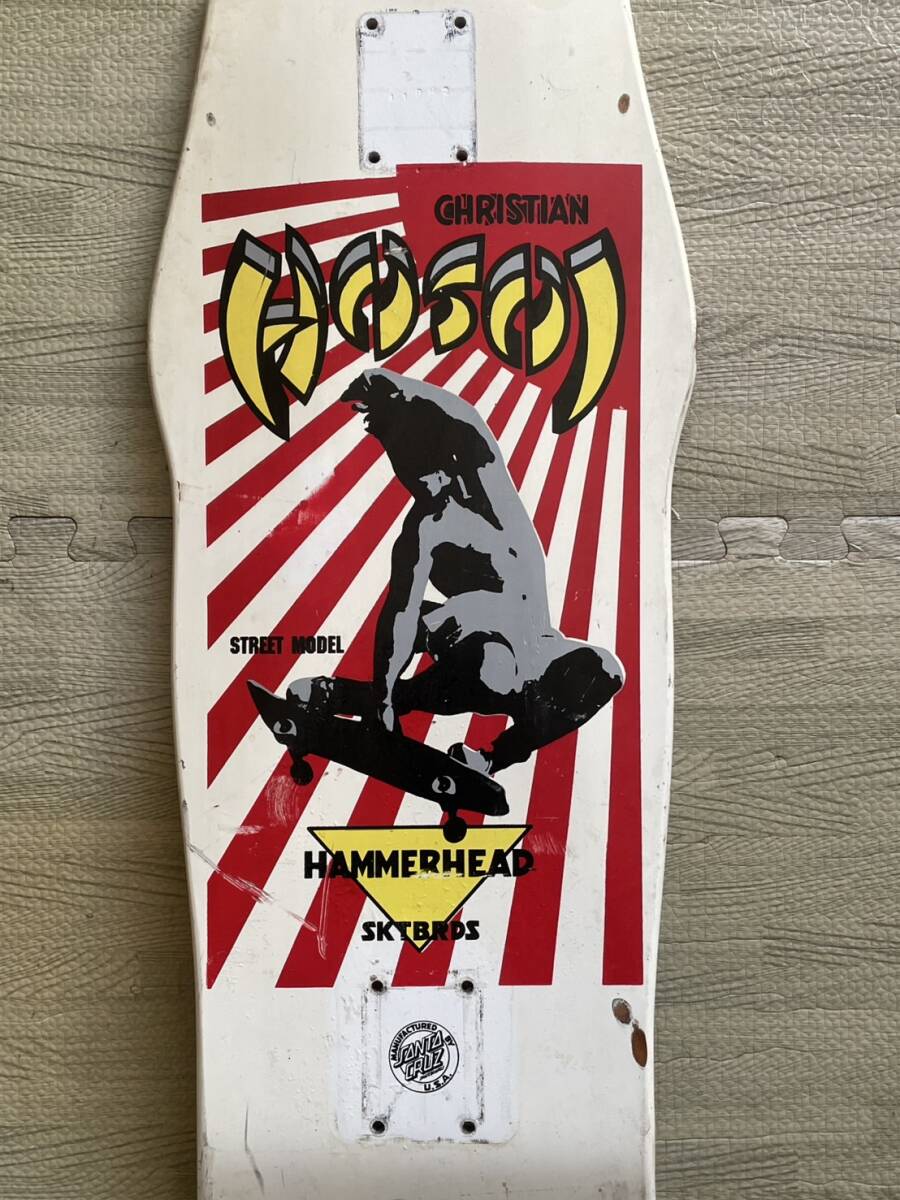 CHRISTIAN
HOSOI
STREET MODEL
HAMMERHEAD
SKTBRDS
MANUFACTURED BY
SANTA
CRUZ
U.S.A.